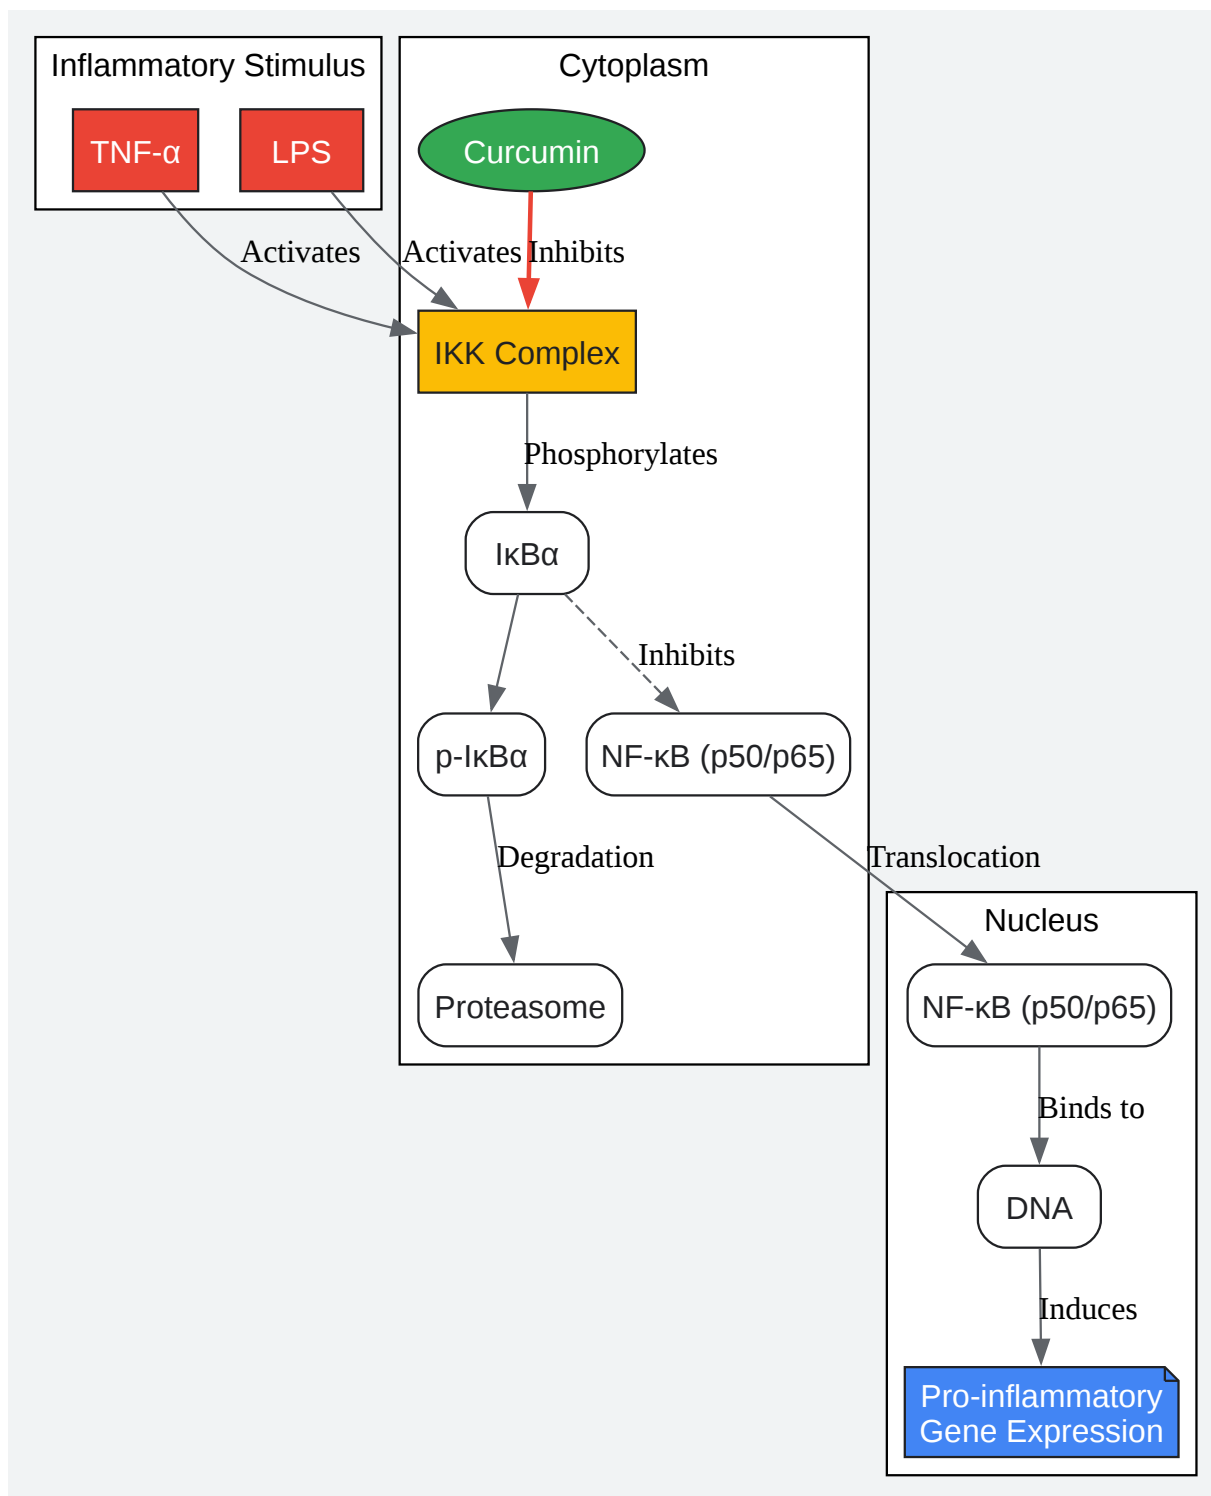 Inflammatory Stimulus
Cytoplasm
TNF-α
LPS
Curcumin
Activates
Activates
Inhibits
IKK Complex
Phosphorylates
IκBα
Inhibits
p-IκBα
NF-κB (p50/p65)
Degradation
Translocation
Nucleus
Proteasome
NF-κB (p50/p65)
Binds to
DNA
Induces
Pro-inflammatory
Gene Expression